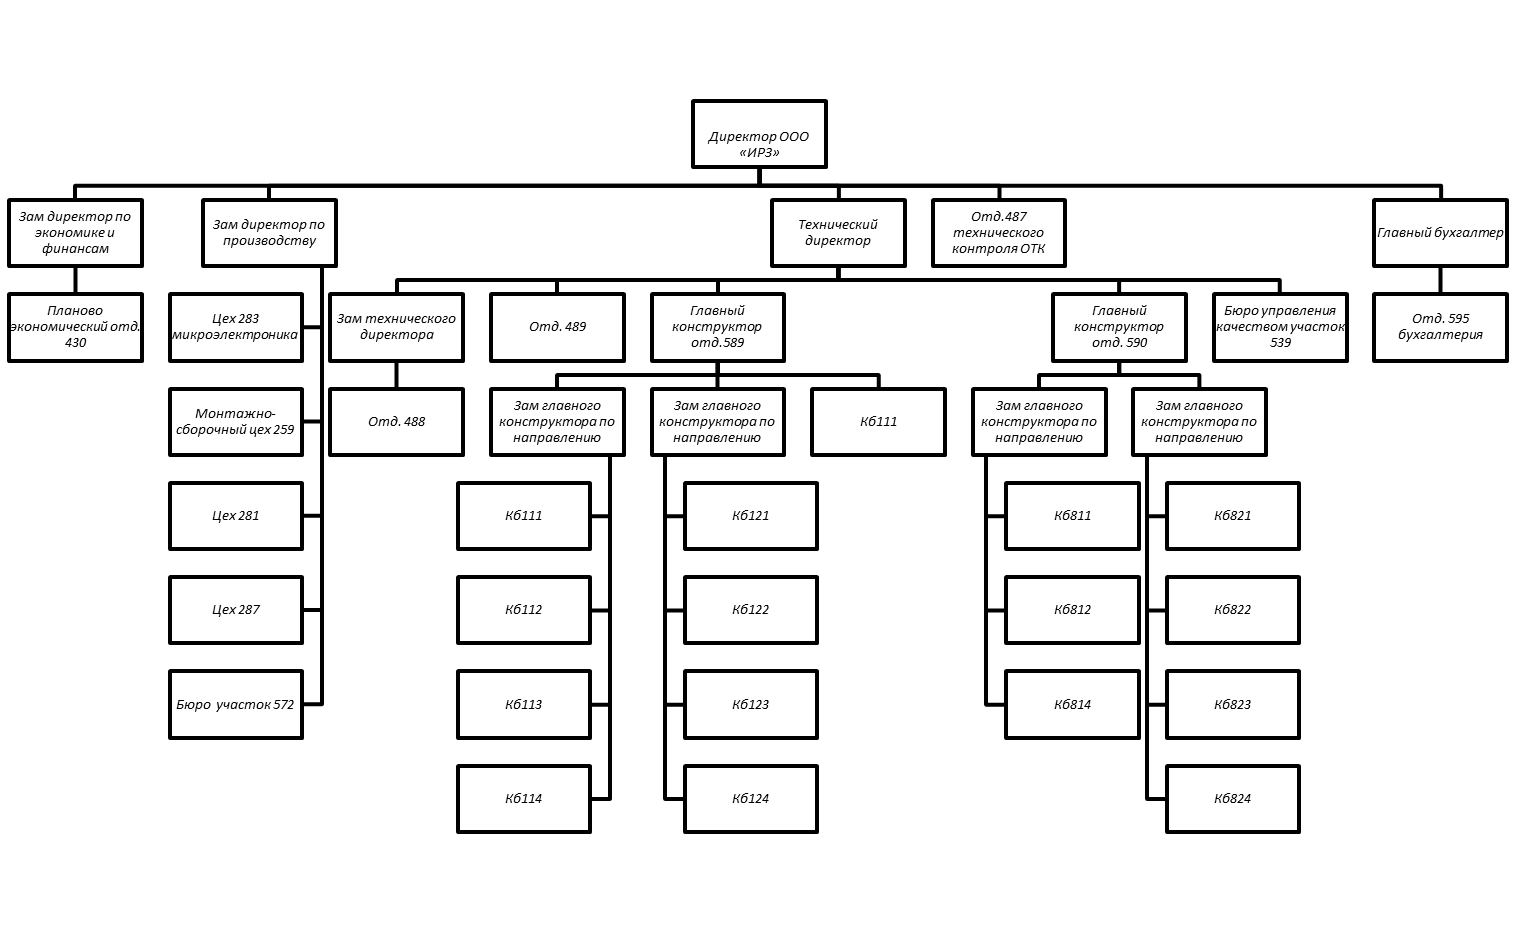 Директор ООО
«ИРЗ»
Зам директор по
экономике и
финансам
Зам директор по
производству
Технический
директор
Отд.487
технического
контроля ОТК
Главный бухгалтер
Планово
экономический отд.
430
Цех 283
микроэлектроника
Зам технического
директора
Отд. 489
Главный
конструктор
отд.589
Главный
конструктор
отд. 590
Бюро управления
качеством участок
539
Отд. 595
бухгалтерия
Монтажно-
сборочный цех 259
Отд. 488
Зам главного
конструктора по
направлению
Зам главного
конструктора по
направлению
Кб111
Зам главного
конструктора по
направлению
Зам главного
конструктора по
направлению
Цех 281
Кб111
Кб121
Кб811
Кб821
Цех 287
Кб112
Кб122
Кб812
Кб822
Бюро  участок 572
Кб113
Кб123
Кб814
Кб823
Кб114
Кб124
Кб824